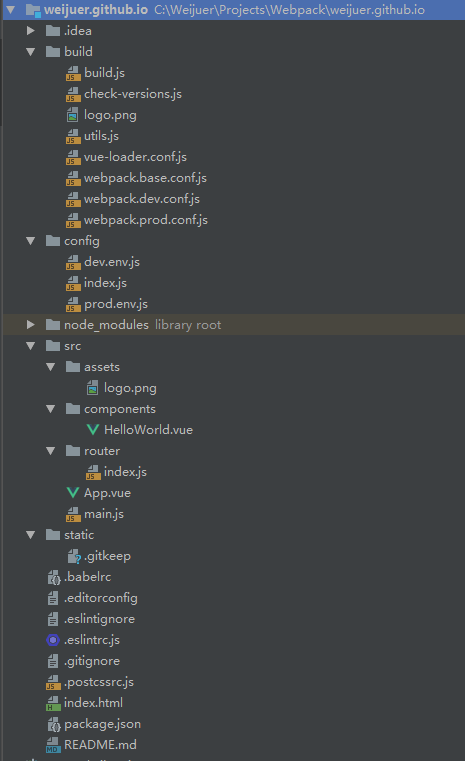 weijuer.github.io C:\Weijuer\Projects\Webpack\weijuer.github.io
.idea
build
build.js
check-versions.js
logo.png
utils.js
vue-loader.conf.js
webpack.base.conf.js
webpack.dev.conf.js
webpack.prod.conf.js
config
dev.env.js
index.js
prod.env.js
node_modules library root
src
assets
logo.png
components
HelloWorld.vue
router
index.js
App.vue
main.js
static
.gitkeep
.babelrc
.editorconfig
.eslintignore
.eslintrc.js
.gitignore
.postcssrc.js
index.html
package.json
README.md